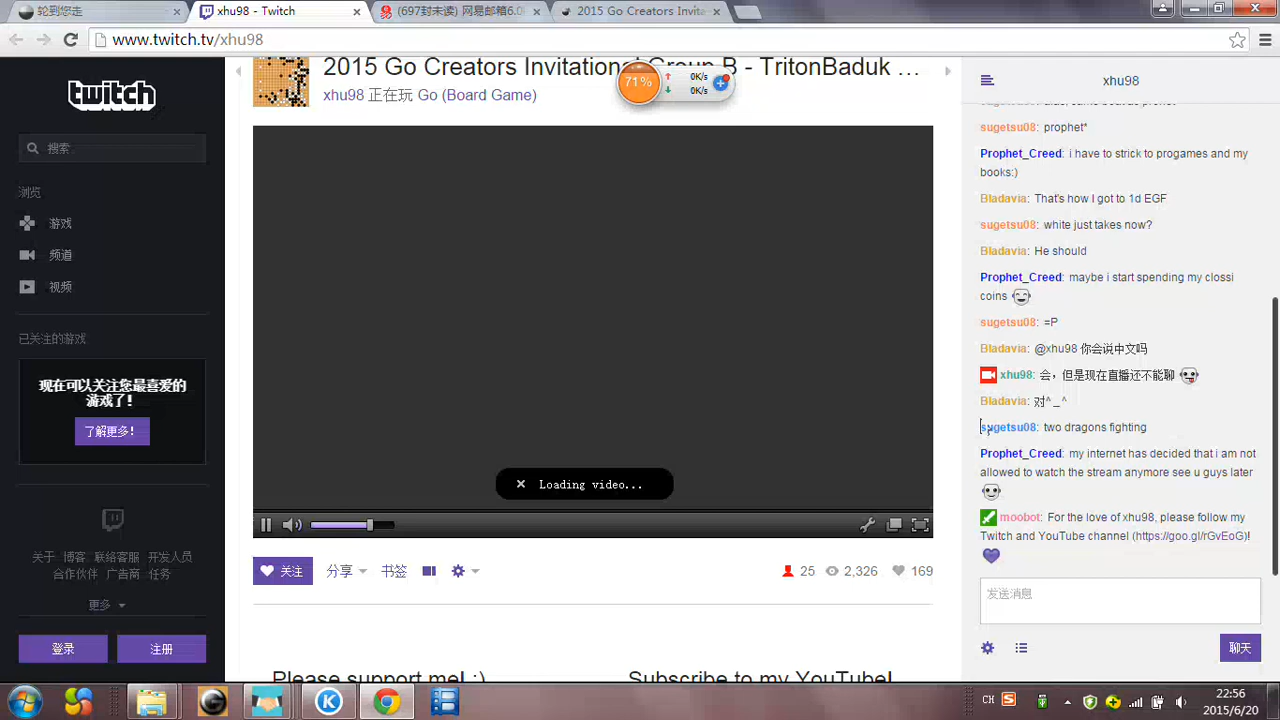 轮到您走
xhu98 - Twitch
(697封未读) 网易邮箱6.0
2015 Go Creators Invita
www.twitch.tv/xhu98
twitch
搜索
浏览
游戏
频道
视频
已关注的游戏
现在可以关注您最喜爱的
游戏了!
了解更多!
关于 博客 联络客服 开发人员
合作伙伴 广告商 任务
更多
登录
注册
2015 Go Creators Invitational Group B - TritonBaduk ...
xhu98 正在玩 Go (Board Game)
71%
0K/s
0K/s
Loading video...
关注
分享
书签
25
2,326
169
Please support me! :)
Subscribe to my YouTube!
xhu98
sugetsu08: prophet*
Prophet_Creed: i have to strick to progames and my
books:)
Bladavia: That's how I got to 1d EGF
sugetsu08: white just takes now?
Bladavia: He should
Prophet_Creed: maybe i start spending my clossi
coins
sugetsu08: =P
Bladavia: @xhu98 你会说中文吗
xhu98: 会，但是现在直播还不能聊
Bladavia: 对^_^
sugetsu08: two dragons fighting
Prophet_Creed: my internet has decided that i am not
allowed to watch the stream anymore see u guys later
moobot: For the love of xhu98, please follow my
Twitch and YouTube channel (https://goo.gl/rGvEoG)!
发送消息
聊天
CH
22:56
2015/6/20